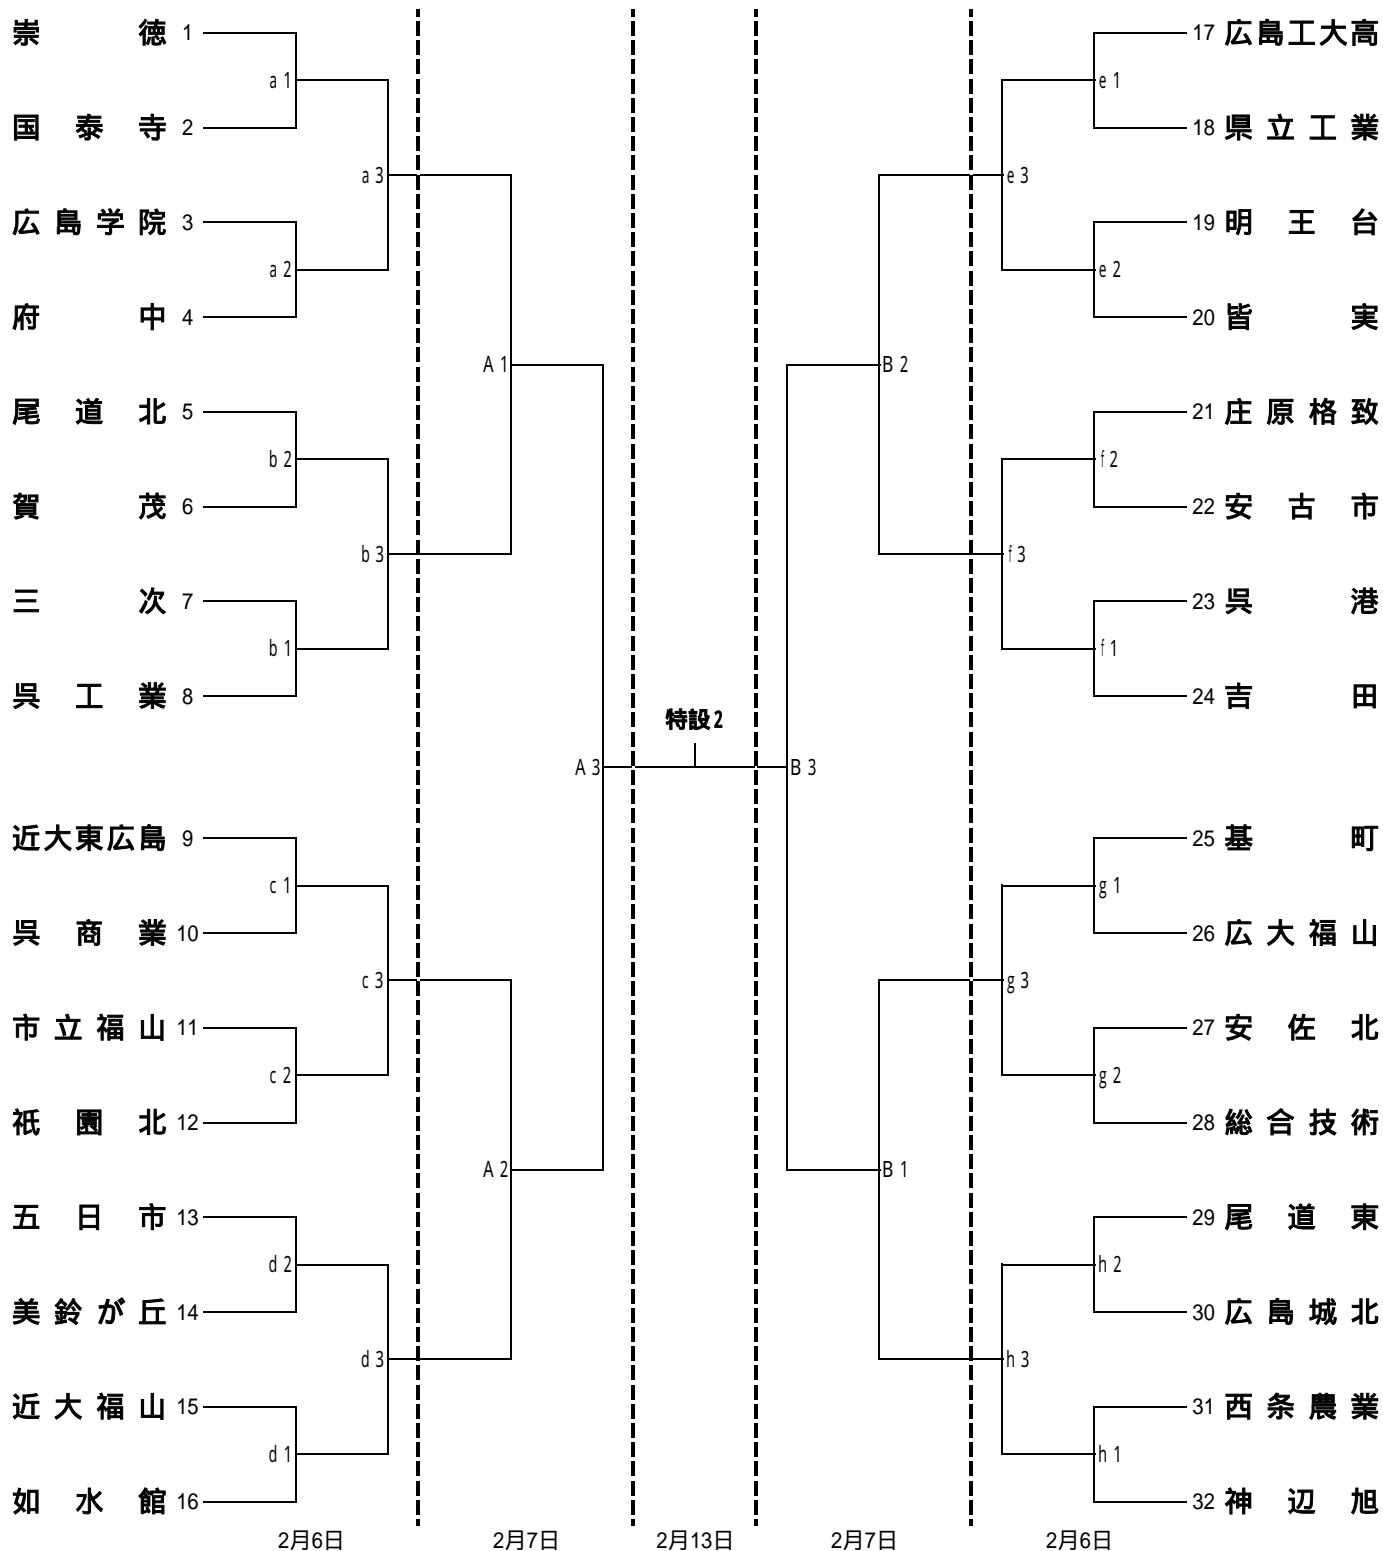 崇徳 1
a 1
国泰寺 2
a 3
広島学院 3
a 2
府中 4
A 1
尾道北 5
b 2
賀茂 6
b 3
三次 7
b 1
呉工業 8
A 3
近大東広島 9
c 1
呉商業 10
c 3
市立福山 11
c 2
祇園北 12
A 2
五日市 13
d 2
美鈴が丘 14
d 3
近大福山 15
d 1
如水館 16
特設2
17 広島工大高
e 1
18 県立工業
e 3
19 明王台
e 2
20 皆実
B 2
21 庄原格致
f 2
22 安古市
f 3
23 呉港
f 1
24 吉田
B 3
25 基町
g 1
26 広大福山
g 3
27 安佐北
g 2
28 総合技術
B 1
29 尾道東
h 2
30 広島城北
h 3
31 西条農業
h 1
32 神辺旭
2月6日
2月7日
2月13日
2月7日
2月6日